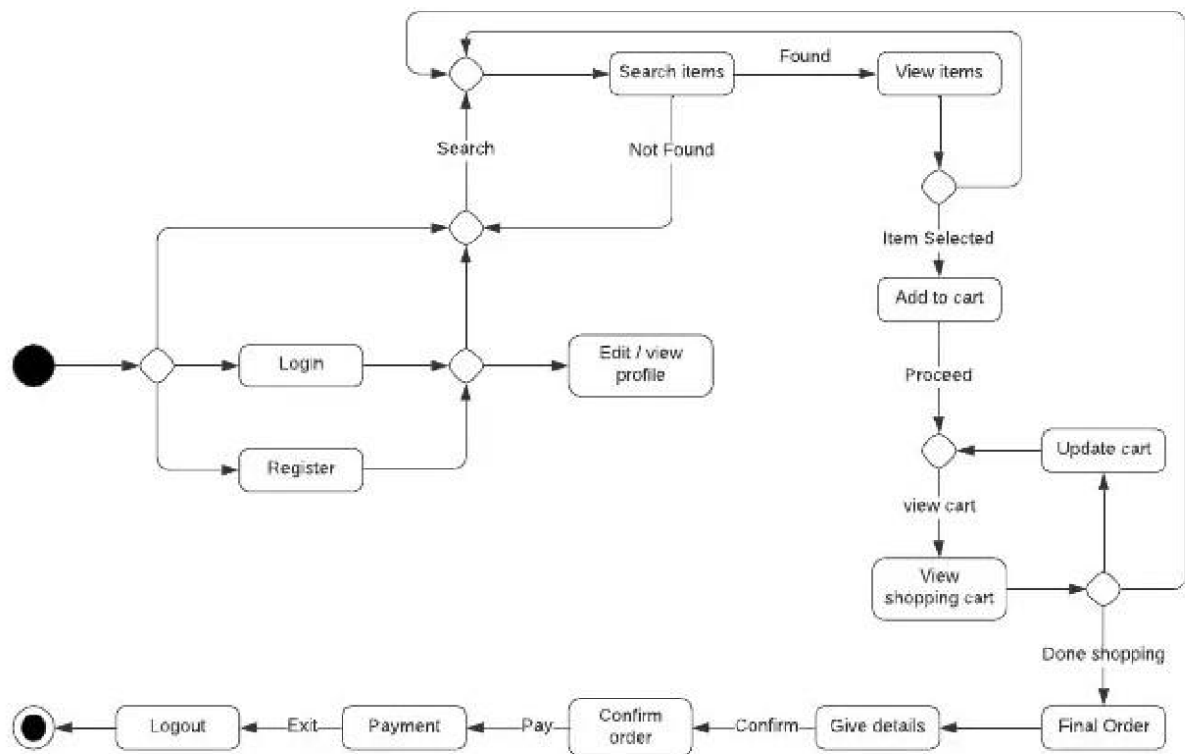 Found
Search items
View items
Search
Not Found
Item Selected
Add to cart
Login
Edit / view
profile
Proceed
Register
Update cart
view cart
View
shopping cart
Done shopping
Logout
Exit
Payment
Pay
Confirm
order
Confirm
Give details
Final Order